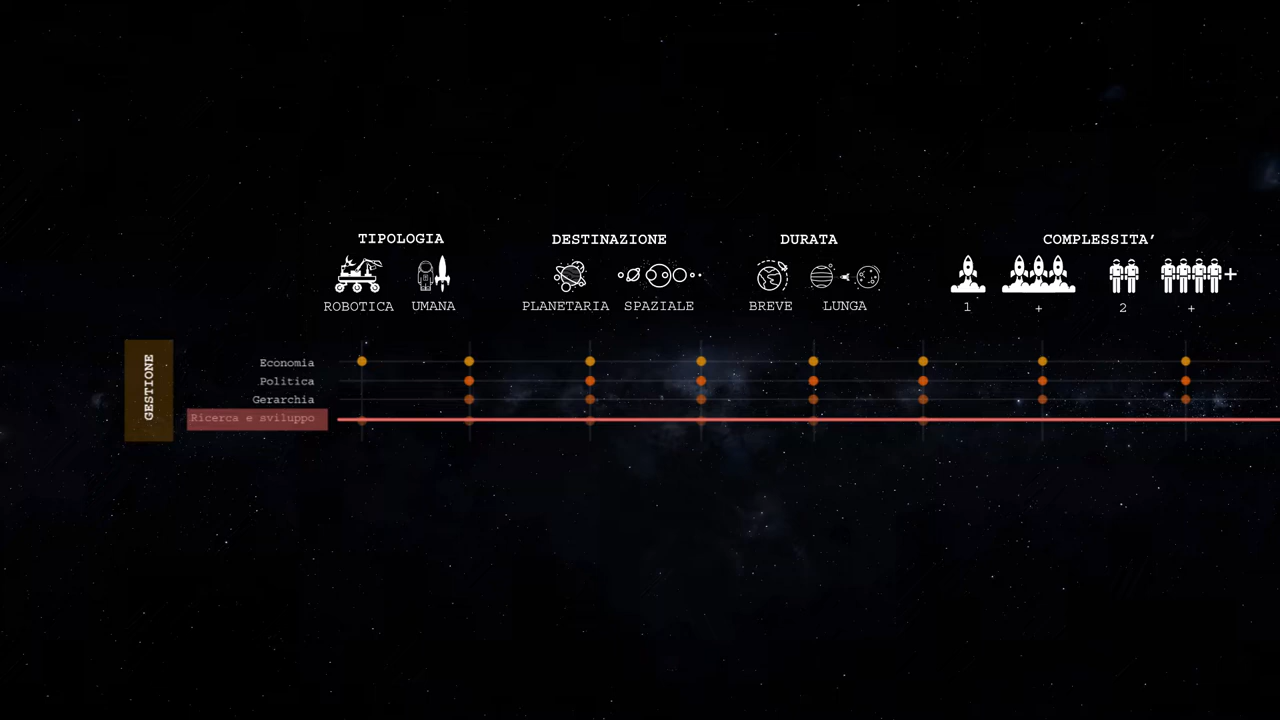 TIPOLOGIA DESTINAZIONE DURATA COMPLESSITA’
ROBOTICA UMANA PLANETARIA SPAZIALE BREVE LUNGA 1 + 2 +
GESTIONE
Economia
Politica
Gerarchia
Ricerca e sviluppo